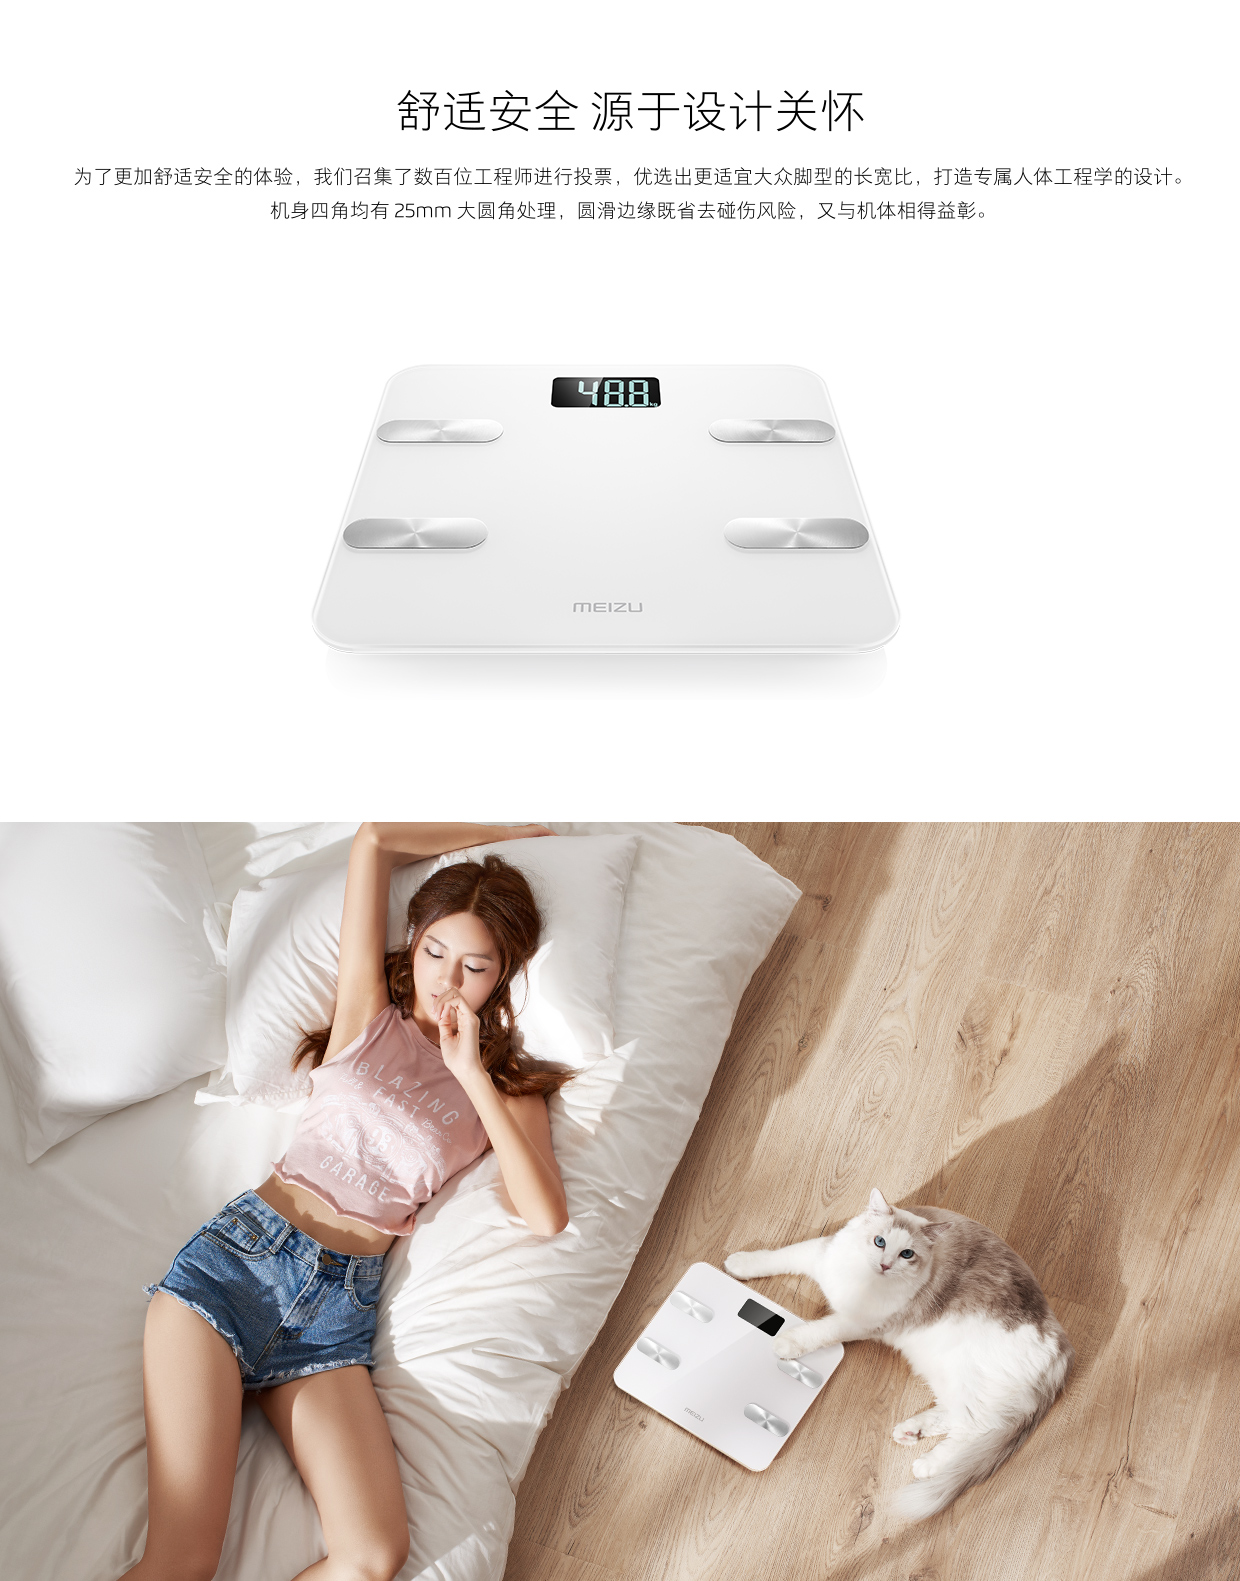 舒适安全 源于设计关怀
为了更加舒适安全的体验，我们召集了数百位工程师进行投票，优选出更适宜大众脚型的长宽比，打造专属人体工程学的设计。
机身四角均有 25mm 大圆角处理，圆滑边缘既省去碰伤风险，又与机体相得益彰。
48.8
kg
MEIZU
BLAZING
FAST
93
GARAGE
MEIZU